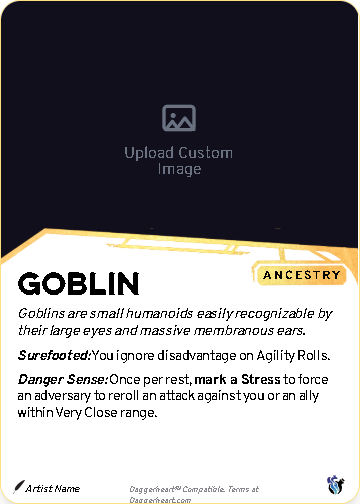 Upload Custom
Image
ANCESTRY
GOBLIN
Goblins are small humanoids easily recognizable by
their large eyes and massive membranous ears.
Surefooted: You ignore disadvantage on Agility Rolls.
Danger Sense: Once per rest, mark a Stress to force
an adversary to reroll an attack against you or an ally
within Very Close range.
Artist Name
Daggerheart™ Compatible. Terms at
Daggerheart.com